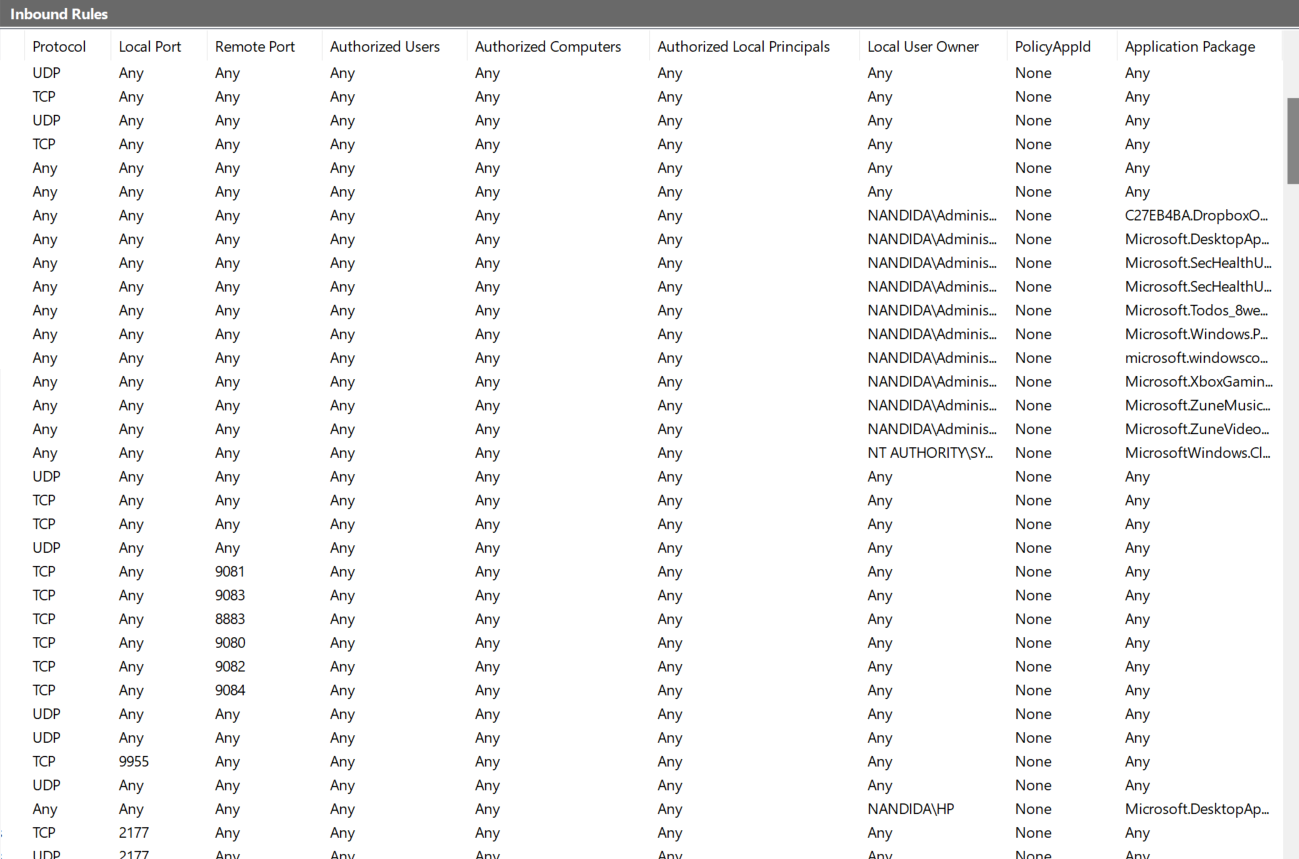 Inbound Rules
Protocol Local Port Remote Port Authorized Users Authorized Computers Authorized Local Principals Local User Owner PolicyAppId Application Package
UDP Any Any Any Any Any Any None Any
TCP Any Any Any Any Any Any None Any
UDP Any Any Any Any Any Any None Any
TCP Any Any Any Any Any Any None Any
Any Any Any Any Any Any Any None Any
Any Any Any Any Any Any Any None Any
Any Any Any Any Any Any NANDIDA\Adminis... None C27EB4BA.DropboxO...
Any Any Any Any Any Any NANDIDA\Adminis... None Microsoft.DesktopAp...
Any Any Any Any Any Any NANDIDA\Adminis... None Microsoft.SecHealthU...
Any Any Any Any Any Any NANDIDA\Adminis... None Microsoft.SecHealthU...
Any Any Any Any Any Any NANDIDA\Adminis... None Microsoft.Todos_8we...
Any Any Any Any Any Any NANDIDA\Adminis... None Microsoft.Windows.P...
Any Any Any Any Any Any NANDIDA\Adminis... None microsoft.windowsco...
Any Any Any Any Any Any NANDIDA\Adminis... None Microsoft.XboxGamin...
Any Any Any Any Any Any NANDIDA\Adminis... None Microsoft.ZuneMusic...
Any Any Any Any Any Any NANDIDA\Adminis... None Microsoft.ZuneVideo...
Any Any Any Any Any Any NT AUTHORITY\SY... None MicrosoftWindows.Cl...
UDP Any Any Any Any Any Any None Any
TCP Any Any Any Any Any Any None Any
TCP Any Any Any Any Any Any None Any
UDP Any Any Any Any Any Any None Any
TCP Any 9081 Any Any Any Any None Any
TCP Any 9083 Any Any Any Any None Any
TCP Any 8883 Any Any Any Any None Any
TCP Any 9080 Any Any Any Any None Any
TCP Any 9082 Any Any Any Any None Any
TCP Any 9084 Any Any Any Any None Any
UDP Any Any Any Any Any Any None Any
UDP Any Any Any Any Any Any None Any
TCP 9955 Any Any Any Any Any None Any
UDP Any Any Any Any Any Any None Any
Any Any Any Any Any Any NANDIDA\HP None Microsoft.DesktopAp...
TCP 2177 Any Any Any Any Any None Any
UDP 2177 Any Any Any Any Any None Any